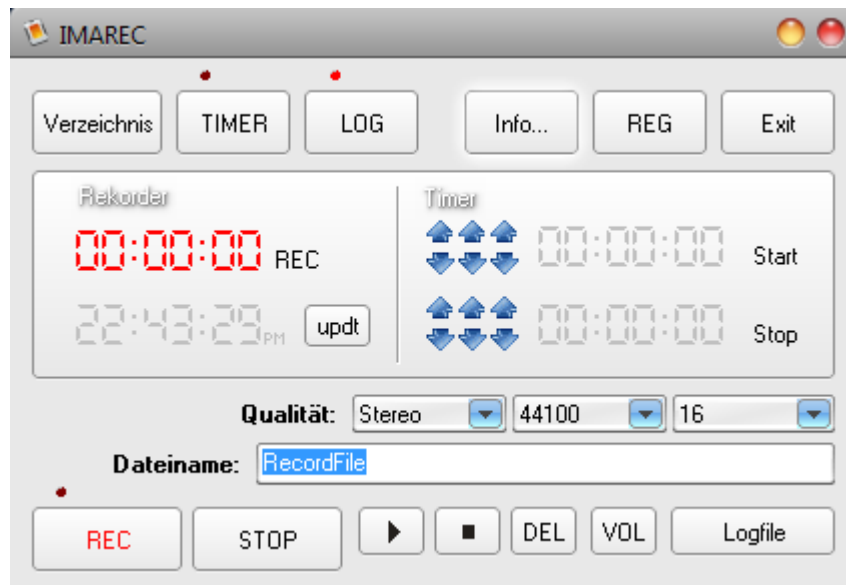 IMAREC
Verzeichnis TIMER LOG Info... REG Exit
Rekorder Timer
00:00:00 REC 00:00:00 Start
22:43:29 PM updt 00:00:00 Stop
Qualität: Stereo 44100 16
Dateiname: RecordFile
REC STOP DEL VOL Logfile